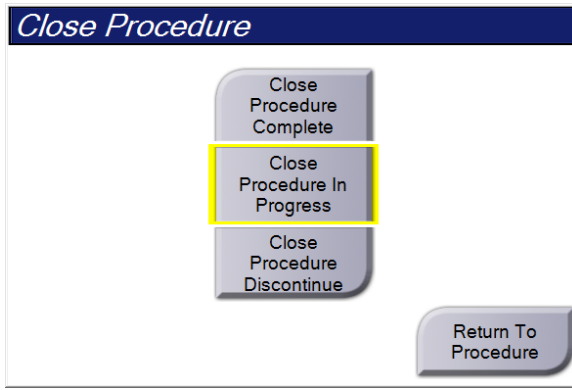 Close Procedure
Close
Procedure
Complete
Close
Procedure In
Progress
Close
Procedure
Discontinue
Return To
Procedure